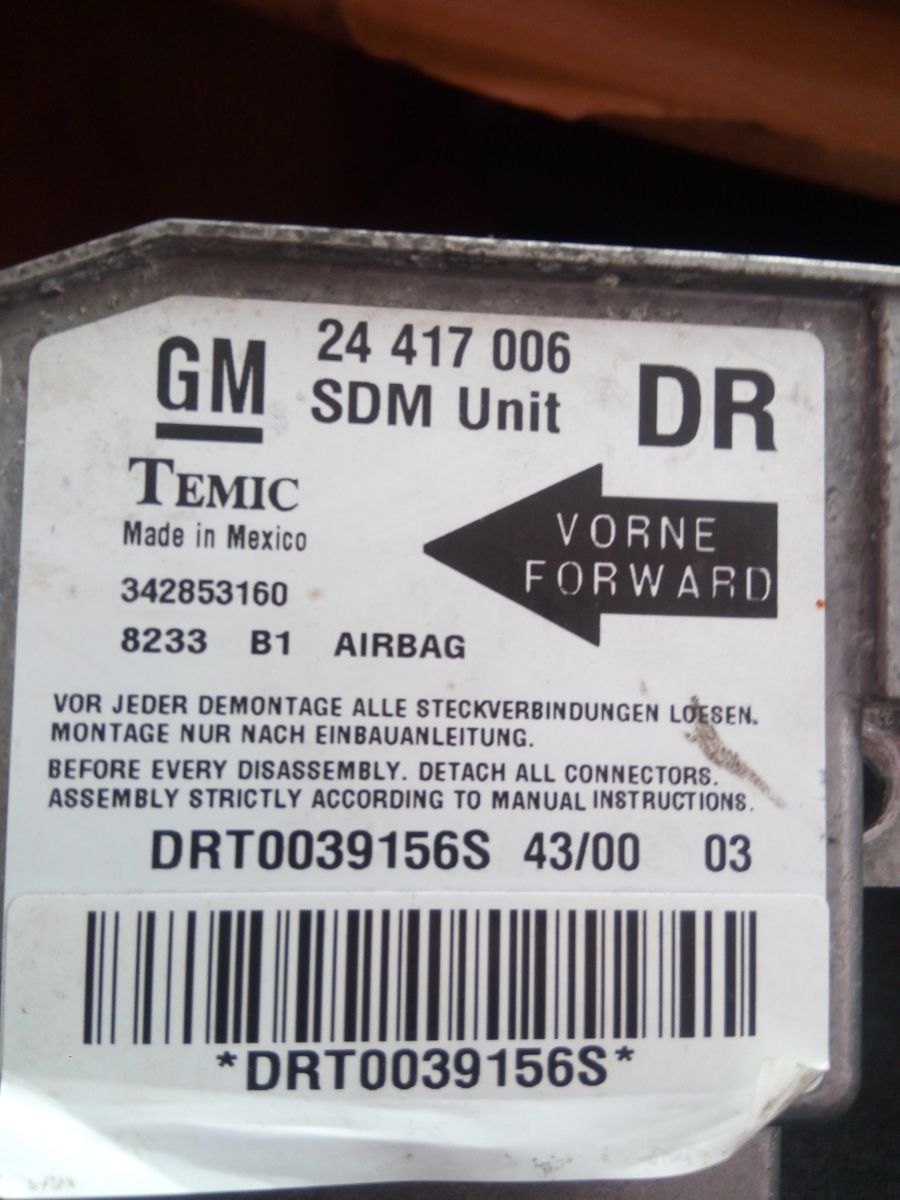 GM
24 417 006
SDM Unit
DR
TEMIC
Made in Mexico
VORNE
FORWARD
342853160
8233 B1 AIRBAG
VOR JEDER DEMONTAGE ALLE STECKVERBINDUNGEN LOESEN.
MONTAGE NUR NACH EINBAUANLEITUNG.
BEFORE EVERY DISASSEMBLY. DETACH ALL CONNECTORS.
ASSEMBLY STRICTLY ACCORDING TO MANUAL INSTRUCTIONS.
DRT0039156S 43/00 03
*DRT0039156S*